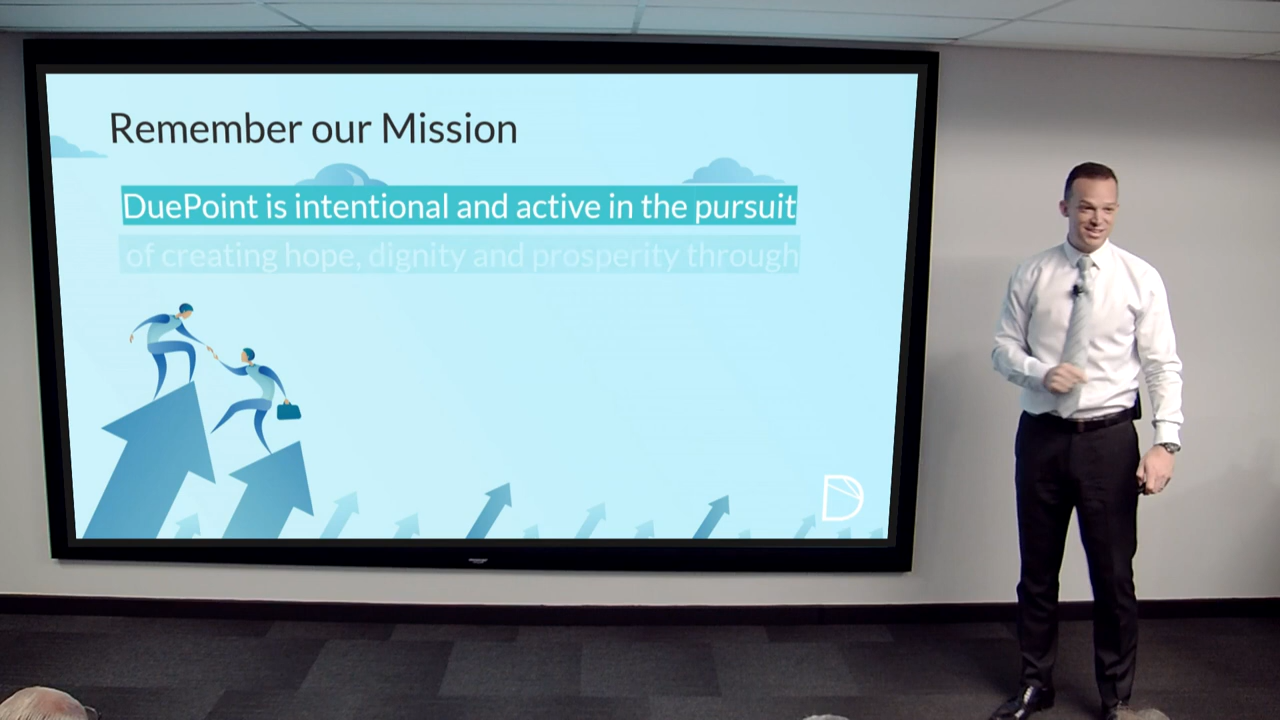 Remember our Mission
DuePoint is intentional and active in the pursuit
of creating hope, dignity and prosperity through